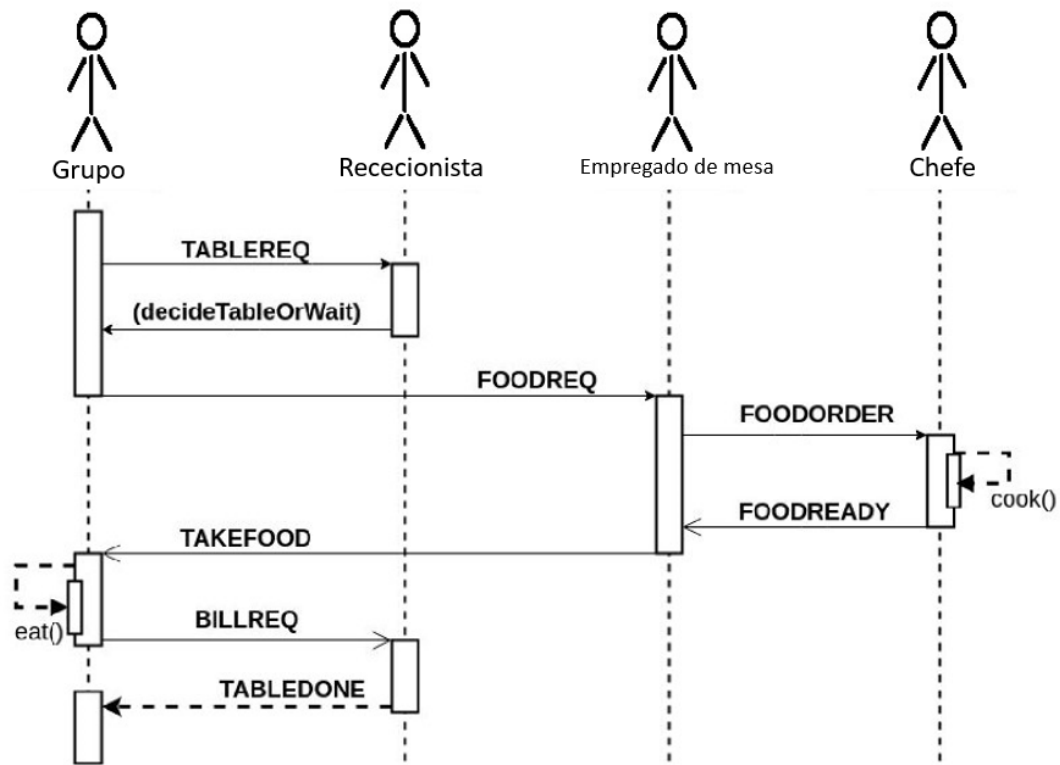 Grupo
Rececionista
Empregado de mesa
Chefe
TABLEREQ
(decideTableOrWait)
FOODREQ
FOODORDER
cook()
FOODREADY
TAKEFOOD
eat()
BILLREQ
TABLEDONE